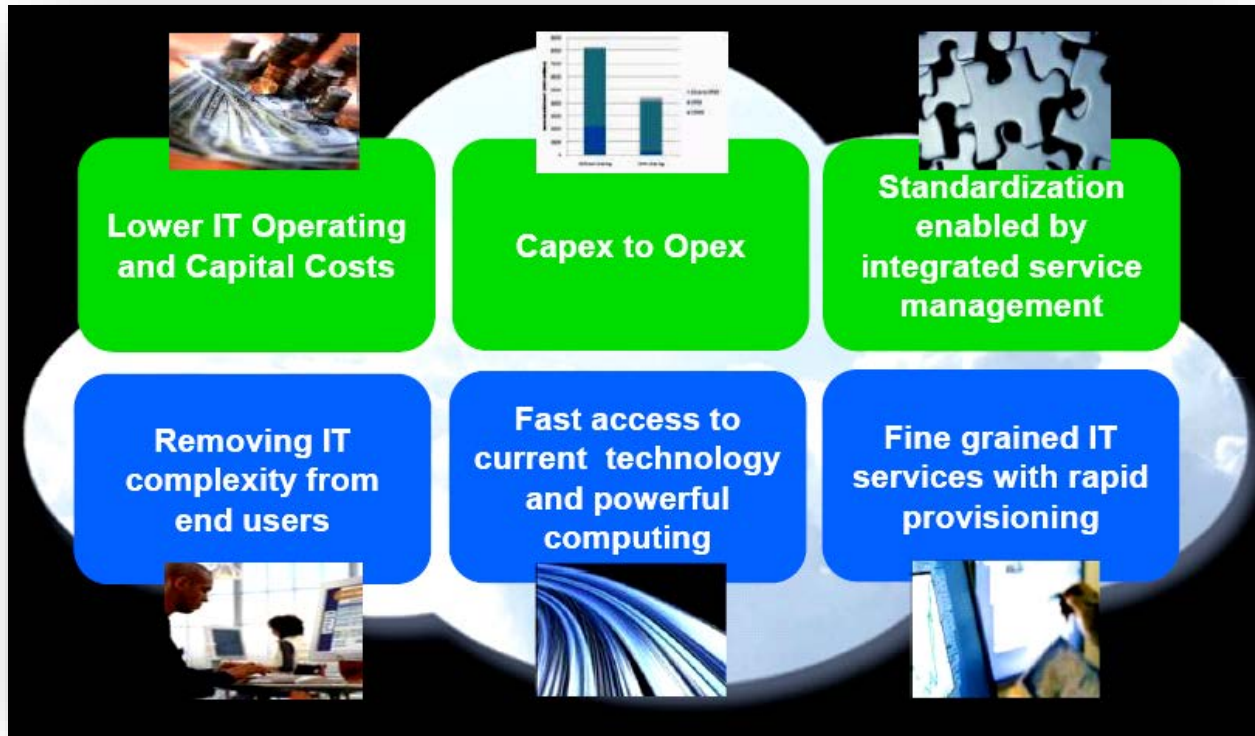 Lower IT Operating
and Capital Costs
Capex to Opex
Standardization
enabled by
integrated service
management
Removing IT
complexity from
end users
Fast access to
current technology
and powerful
computing
Fine grained IT
services with rapid
provisioning